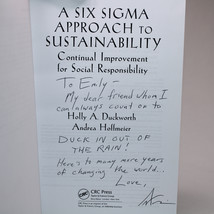 A SIX SIGMA
APPROACH TO
SUSTAINABILITY
Continual Improvement
for Social Responsibility
To Emly-
My dear friend whom I
can always count on to
Holly A. Duckworth
Andrea Hoffmeier
DUCK IN OUT OF
THE RAIN!
Here's to many more years
of changing the world..
Love,
CRC Press